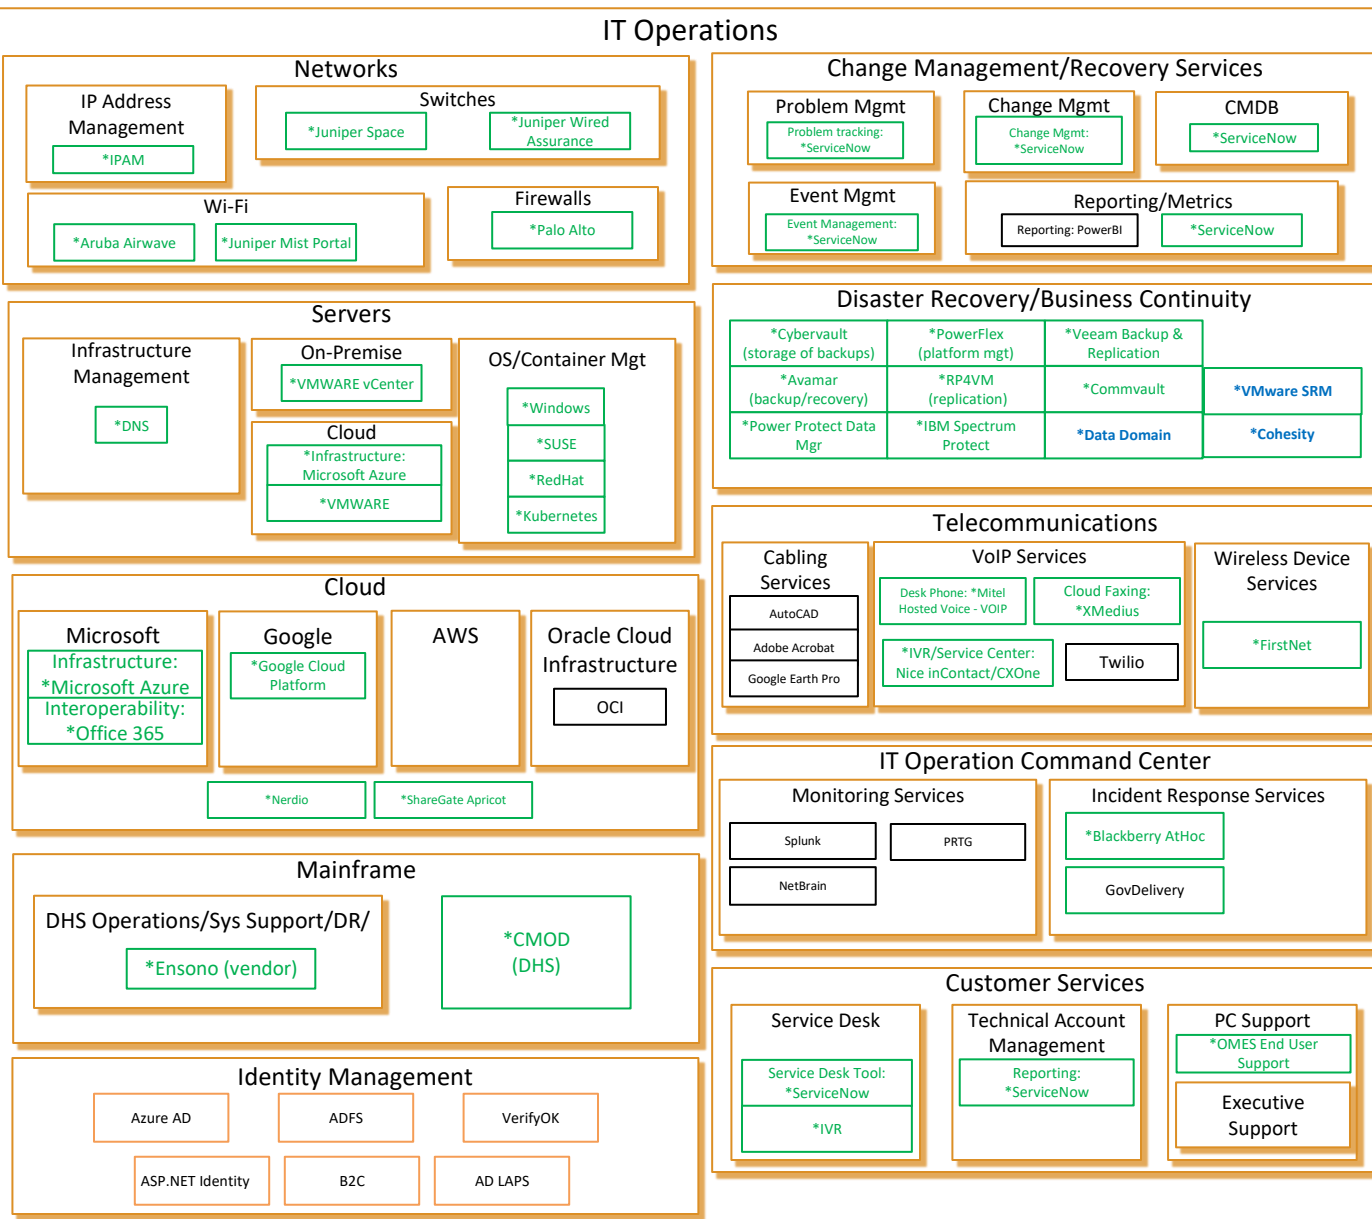 IT Operations
Networks
IP Address
Management
*IPAM
Switches
*Juniper Space
*Juniper Wired
Assurance
Wi-Fi
*Aruba Airwave
*Juniper Mist Portal
Firewalls
*Palo Alto
Servers
Infrastructure
Management
*DNS
On-Premise
*VMWARE vCenter
Cloud
*Infrastructure:
Microsoft Azure
*VMWARE
OS/Container Mgt
*Windows
*SUSE
*RedHat
*Kubernetes
Cloud
Microsoft
Infrastructure:
*Microsoft Azure
Interoperability:
*Office 365
Google
*Google Cloud
Platform
AWS
Oracle Cloud
Infrastructure
OCI
*Nerdio
*ShareGate Apricot
Mainframe
DHS Operations/Sys Support/DR/
*Ensono (vendor)
*CMOD
(DHS)
Identity Management
Azure AD
ADFS
VerifyOK
ASP.NET Identity
B2C
AD LAPS
Change Management/Recovery Services
Problem Mgmt
Problem tracking:
*ServiceNow
Change Mgmt
Change Mgmt:
*ServiceNow
CMDB
*ServiceNow
Event Mgmt
Event Management:
*ServiceNow
Reporting/Metrics
Reporting: PowerBI
*ServiceNow
Disaster Recovery/Business Continuity
*Cybervault
(storage of backups)
*PowerFlex
(platform mgt)
*Veeam Backup &
Replication
*Avamar
(backup/recovery)
*RP4VM
(replication)
*Commvault
*VMware SRM
*Power Protect Data
Mgr
*IBM Spectrum
Protect
*Data Domain
*Cohesity
Telecommunications
Cabling
Services
AutoCAD
Adobe Acrobat
Google Earth Pro
VoIP Services
Desk Phone: *Mitel
Hosted Voice - VOIP
Cloud Faxing:
*XMedius
*IVR/Service Center:
Nice inContact/CXOne
Twilio
Wireless Device
Services
*FirstNet
IT Operation Command Center
Monitoring Services
Splunk
PRTG
NetBrain
Incident Response Services
*Blackberry AtHoc
GovDelivery
Customer Services
Service Desk
Service Desk Tool:
*ServiceNow
*IVR
Technical Account
Management
Reporting:
*ServiceNow
PC Support
*OMES End User
Support
Executive
Support